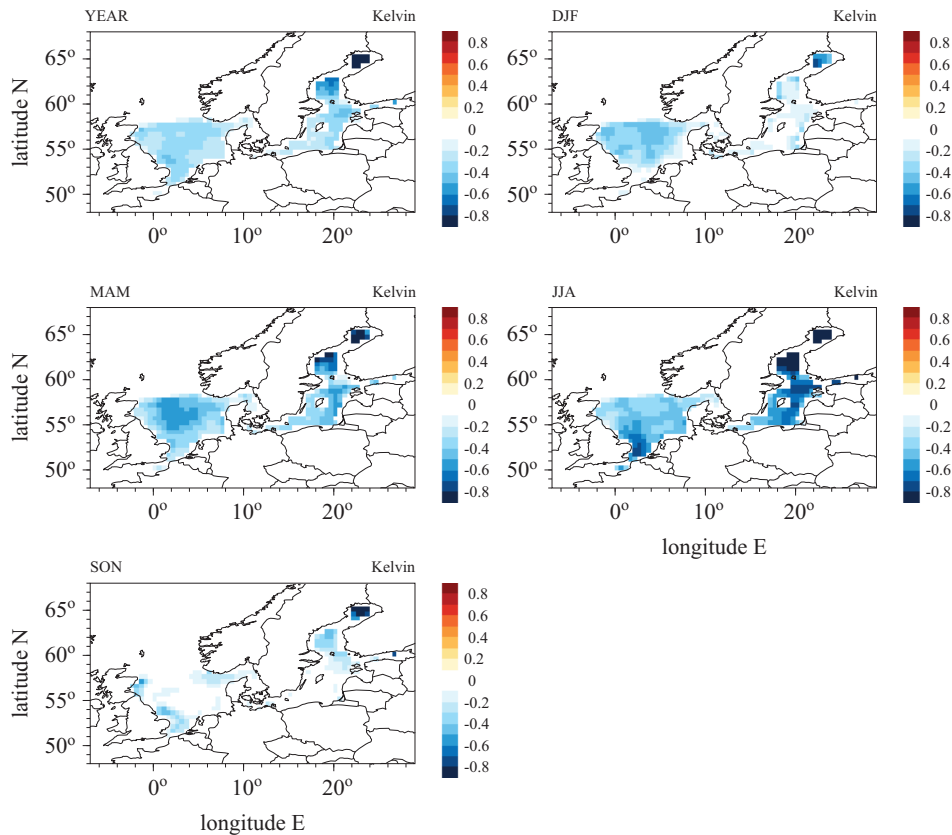 YEAR Kelvin
65º
60º
55º
50º
latitude N
0º 10º 20º
0.8
0.6
0.4
0.2
0
-0.2
-0.4
-0.6
-0.8
DJF Kelvin
65º
60º
55º
50º
0º 10º 20º
0.8
0.6
0.4
0.2
0
-0.2
-0.4
-0.6
-0.8
MAM Kelvin
65º
60º
55º
50º
latitude N
0º 10º 20º
0.8
0.6
0.4
0.2
0
-0.2
-0.4
-0.6
-0.8
JJA Kelvin
65º
60º
55º
50º
0º 10º 20º
longitude E
0.8
0.6
0.4
0.2
0
-0.2
-0.4
-0.6
-0.8
SON Kelvin
65º
60º
55º
50º
latitude N
0º 10º 20º
longitude E
0.8
0.6
0.4
0.2
0
-0.2
-0.4
-0.6
-0.8